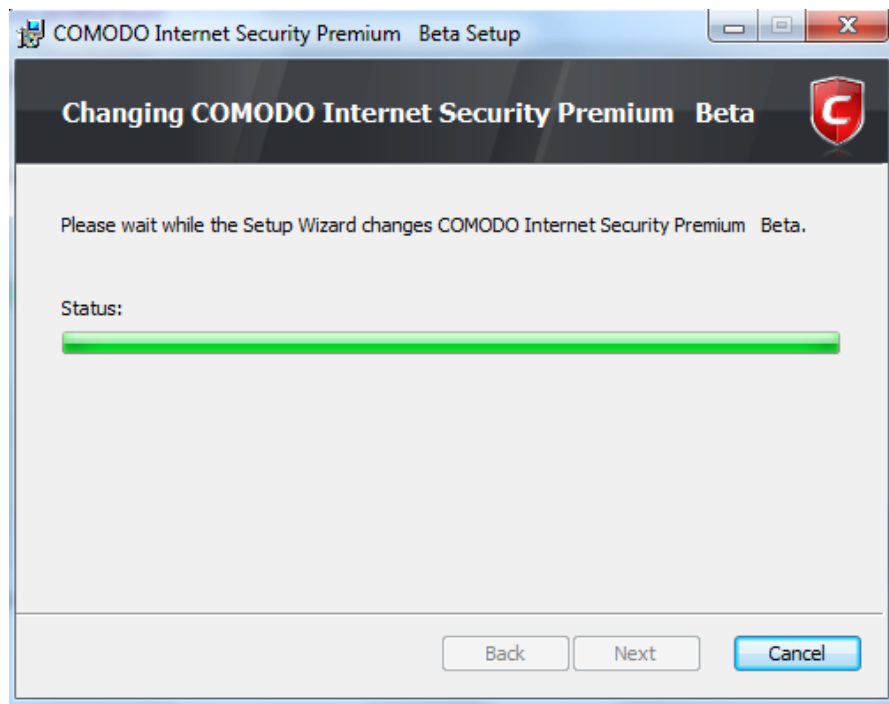 COMODO Internet Security Premium Beta Setup
Changing COMODO Internet Security Premium Beta
C
Please wait while the Setup Wizard changes COMODO Internet Security Premium Beta.
Status:
Back Next Cancel